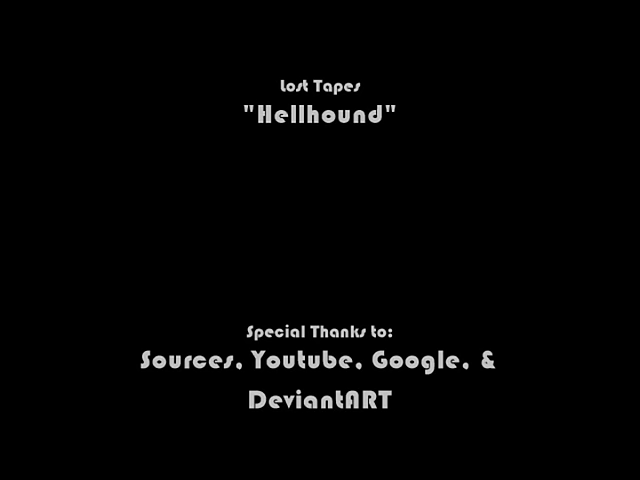 Lost Tapes
"Hellhound"
Special Thanks to:
Sources, Youtube, Google, &
DeviantART